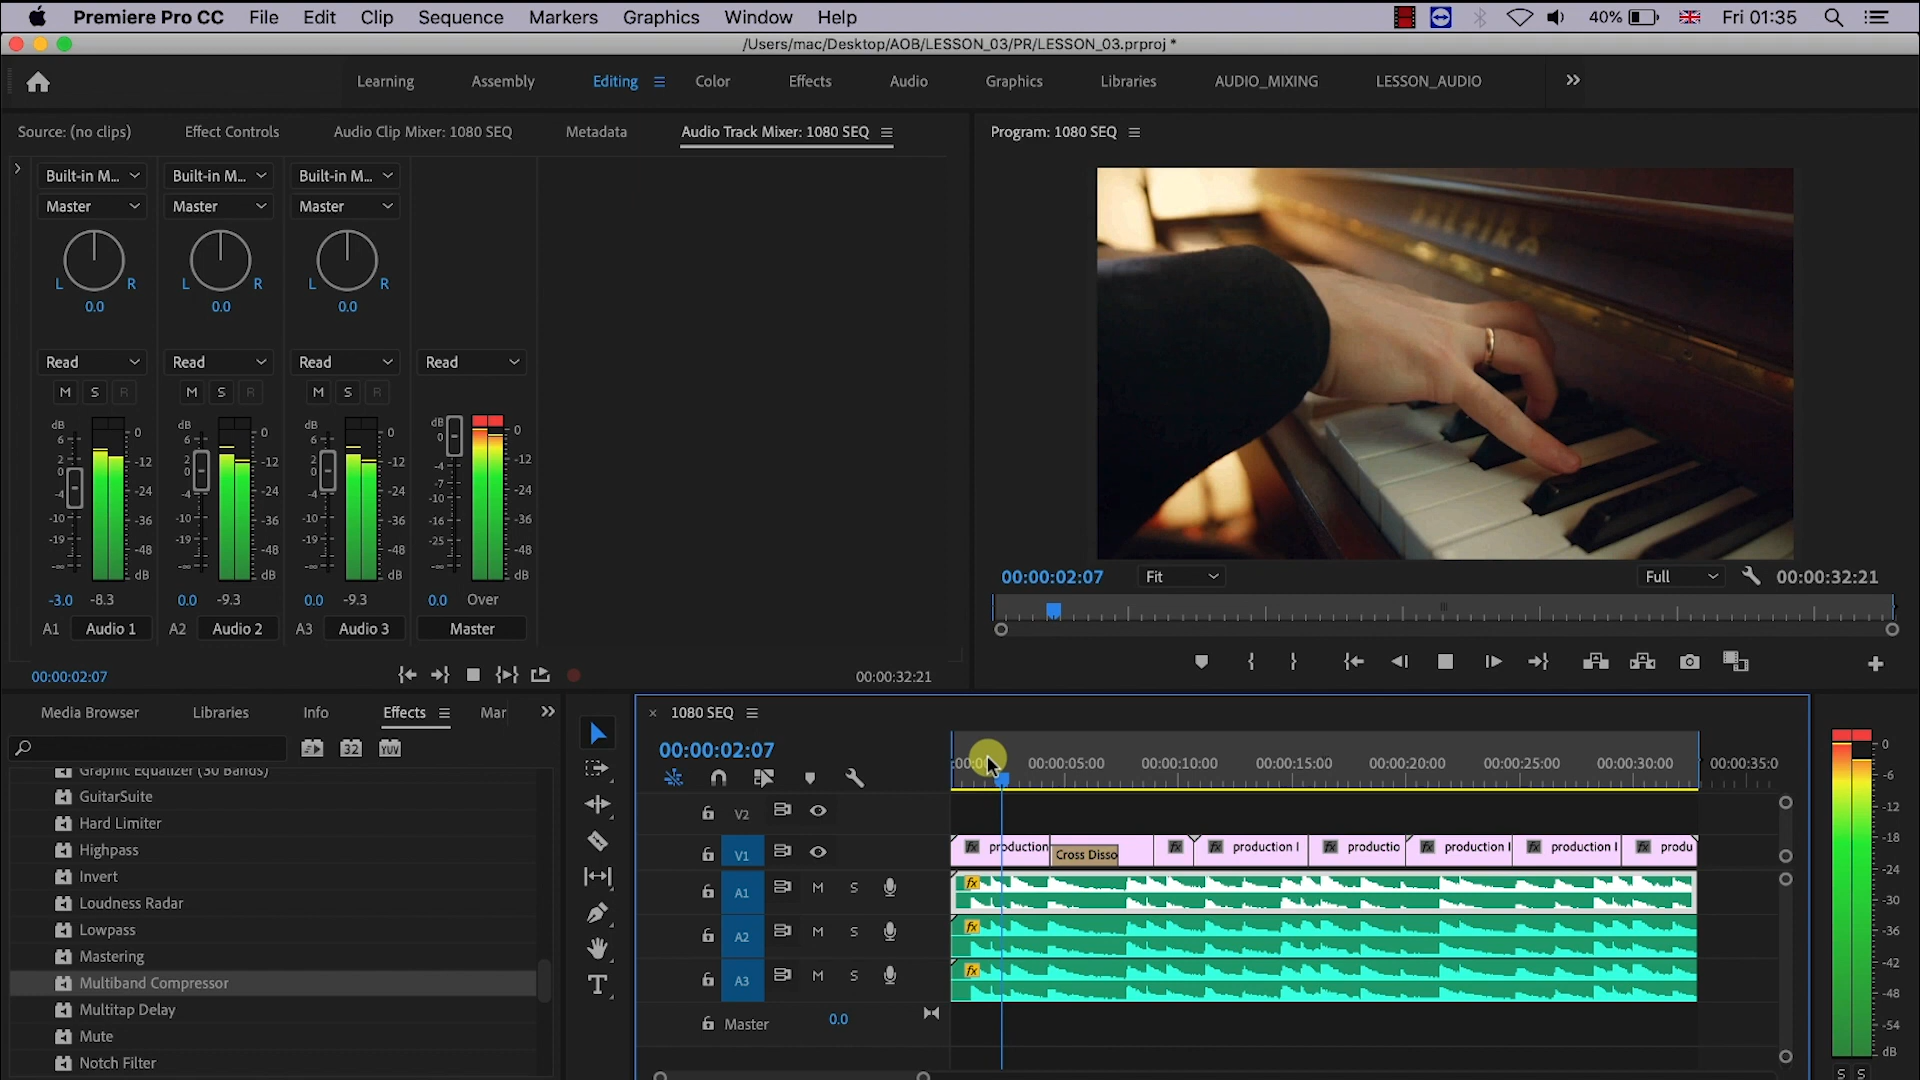 Premiere Pro CC File Edit Clip Sequence Markers Graphics Window Help 40% Fri 01:35
/Users/mac/Desktop/AOB/LESSON_03/PR/LESSON_03.prproj *
Learning Assembly Editing Color Effects Audio Graphics Libraries AUDIO_MIXING LESSON_AUDIO
Source: (no clips) Effect Controls Audio Clip Mixer: 1080 SEQ Metadata Audio Track Mixer: 1080 SEQ
Program: 1080 SEQ
Built-in M... Built-in M... Built-in M...
Master Master Master
L R L R L R
0.0 0.0 0.0
Read Read Read Read
M S R M S R M S R
dB dB dB dB
6 0 6 0 6 0 0 0
2 2 2
0 -12 0 -12 0 -12 -4 -12
-4 -24 -4 -24 -4 -24 -7 -24
-10 -36 -10 -36 -10 -36 -10 -36
-19 -48 -19 -48 -19 -48 -16 -48
-∞ dB -∞ dB -∞ dB -25 -∞ dB
-3.0 -8.3 0.0 -9.3 0.0 -9.3 0.0 Over
A1 Audio 1 A2 Audio 2 A3 Audio 3 Master
00:00:02:07 00:00:32:21
00:00:02:07 Fit Full 00:00:32:21
Media Browser Libraries Info Effects Mar
32 YUV
Graphic Equalizer (30 Bands)
GuitarSuite
Hard Limiter
Highpass
Invert
Loudness Radar
Lowpass
Mastering
Multiband Compressor
Multitap Delay
Mute
Notch Filter
× 1080 SEQ
00:00:02:07
00:00:05:00 00:00:10:00 00:00:15:00 00:00:20:00 00:00:25:00 00:00:30:00 00:00:35:0
V2
V1 fx production Cross Disso fx fx production I fx productio fx production I fx production I fx produ
A1 M S fx
A2 M S fx
A3 M S fx
Master 0.0
0
-6
-12
-18
-24
-30
-36
-42
-48
-54
dB
S S